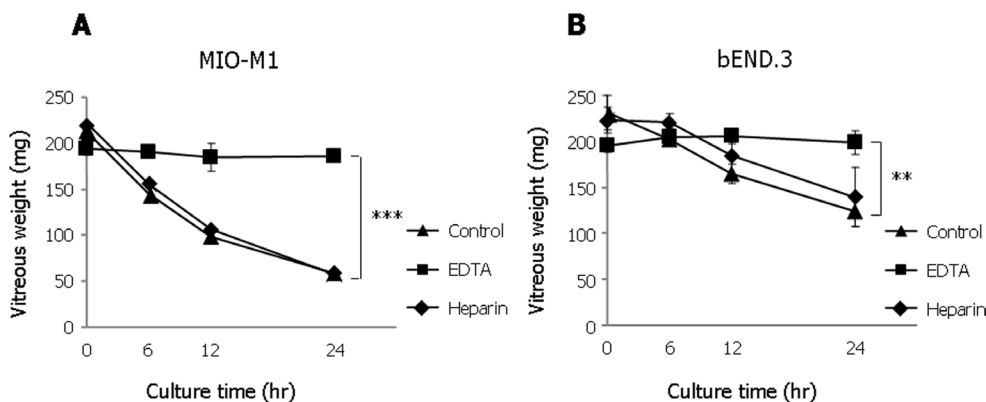 A
MIO-M1
Vitreous weight (mg)
250
200
150
100
50
0
0 6 12 24
Culture time (hr)
***
Control
EDTA
Heparin
B
bEND.3
Vitreous weight (mg)
250
200
150
100
50
0
0 6 12 24
Culture time (hr)
**
Control
EDTA
Heparin